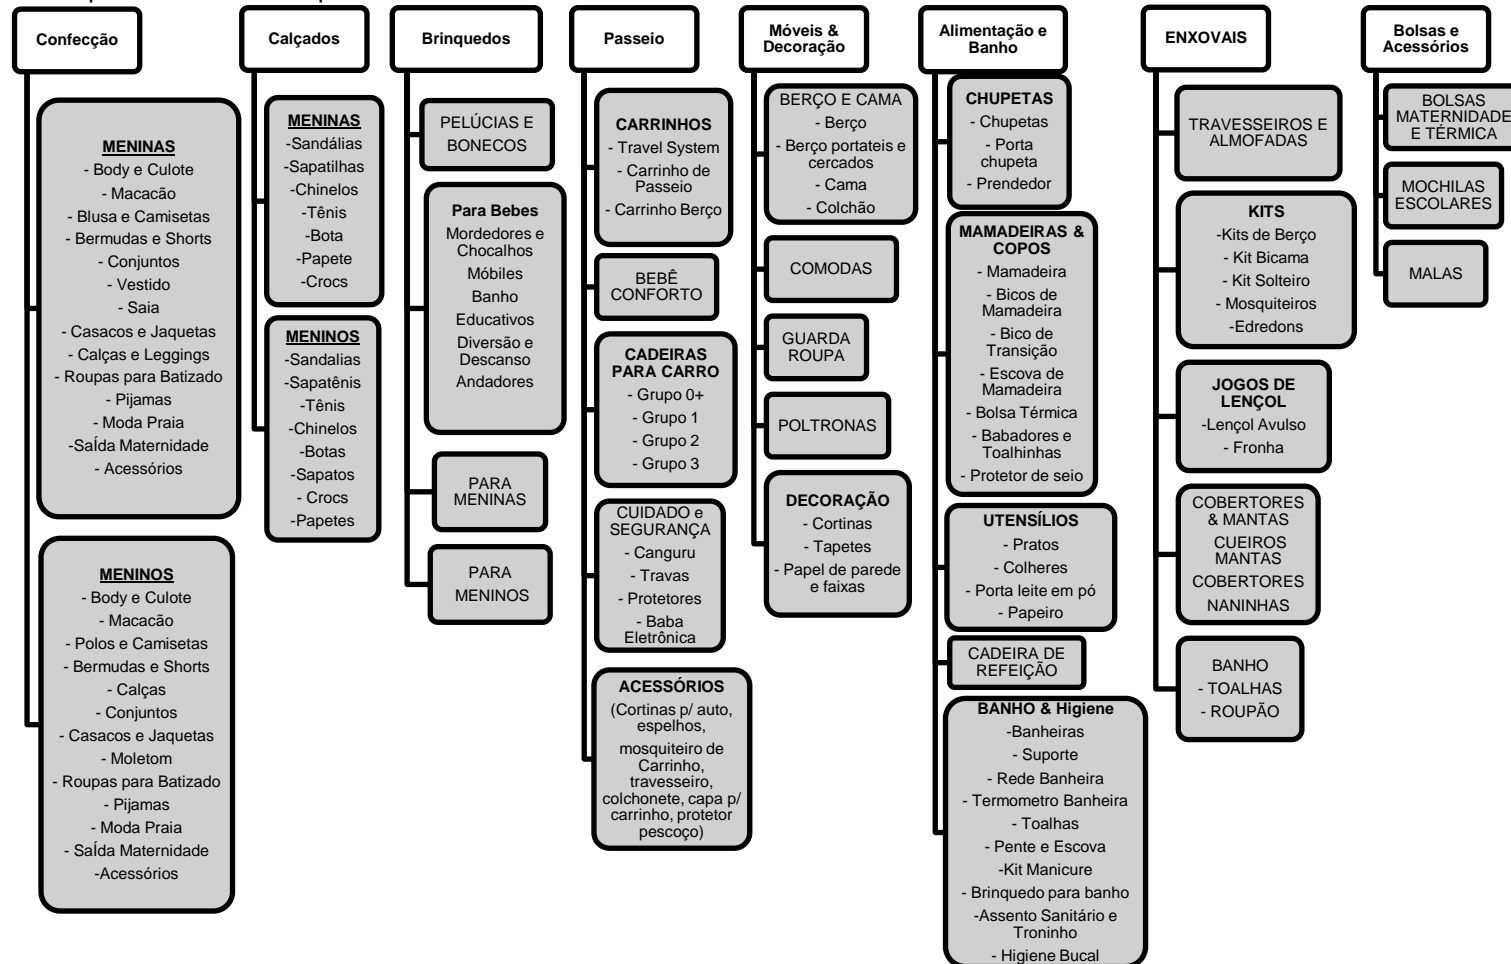 Confecção
MENINAS
- Body e Culote
- Macacão
- Blusa e Camisetas
- Bermudas e Shorts
- Conjuntos
- Vestido
- Saia
- Casacos e Jaquetas
- Calças e Leggings
- Roupas para Batizado
- Pijamas
- Moda Praia
-Saída Maternidade
- Acessórios
MENINOS
- Body e Culote
- Macacão
- Polos e Camisetas
- Bermudas e Shorts
- Calças
- Conjuntos
- Casacos e Jaquetas
- Moletom
- Roupas para Batizado
- Pijamas
- Moda Praia
- Saída Maternidade
-Acessórios
Calçados
MENINAS
-Sandálias
-Sapatilhas
-Chinelos
-Tênis
-Bota
-Papete
-Crocs
MENINOS
-Sandalias
-Sapatênis
-Tênis
-Chinelos
-Botas
-Sapatos
- Crocs
-Papetes
Brinquedos
PELÚCIAS E
BONECOS
Para Bebes
Mordedores e
Chocalhos
Móbiles
Banho
Educativos
Diversão e
Descanso
Andadores
PARA
MENINAS
PARA
MENINOS
Passeio
CARRINHOS
- Travel System
- Carrinho de
Passeio
- Carrinho Berço
BEBÊ
CONFORTO
CADEIRAS
PARA CARRO
- Grupo 0+
- Grupo 1
- Grupo 2
- Grupo 3
CUIDADO e
SEGURANÇA
- Canguru
- Travas
- Protetores
- Baba
Eletrônica
ACESSÓRIOS
(Cortinas p/ auto,
espelhos,
mosquiteiro de
Carrinho,
travesseiro,
colchonete, capa p/
carrinho, protetor
pescoço)
Móveis &
Decoração
BERÇO E CAMA
- Berço
- Berço portateis e
cercados
- Cama
- Colchão
COMODAS
GUARDA
ROUPA
POLTRONAS
DECORAÇÃO
- Cortinas
- Tapetes
- Papel de parede
e faixas
Alimentação e
Banho
CHUPETAS
- Chupetas
- Porta
chupeta
- Prendedor
MAMADEIRAS &
COPOS
- Mamadeira
- Bicos de
Mamadeira
- Bico de
Transição
- Escova de
Mamadeira
- Bolsa Térmica
- Babadores e
Toalhinhas
- Protetor de seio
UTENSÍLIOS
- Pratos
- Colheres
- Porta leite em pó
- Papeiro
CADEIRA DE
REFEIÇÃO
BANHO & Higiene
-Banheiras
- Suporte
- Rede Banheira
- Termometro Banheira
- Toalhas
- Pente e Escova
-Kit Manicure
- Brinquedo para banho
-Assento Sanitário e
Troninho
- Higiene Bucal
ENXOVAIS
TRAVESSEIROS E
ALMOFADAS
KITS
-Kits de Berço
- Kit Bicama
- Kit Solteiro
- Mosquiteiros
-Edredons
JOGOS DE
LENÇOL
-Lençol Avulso
- Fronha
COBERTORES
& MANTAS
CUEIROS
MANTAS
COBERTORES
NANINHAS
BANHO
- TOALHAS
- ROUPÃO
Bolsas e
Acessórios
BOLSAS
MATERNIDADE
E TÉRMICA
MOCHILAS
ESCOLARES
MALAS